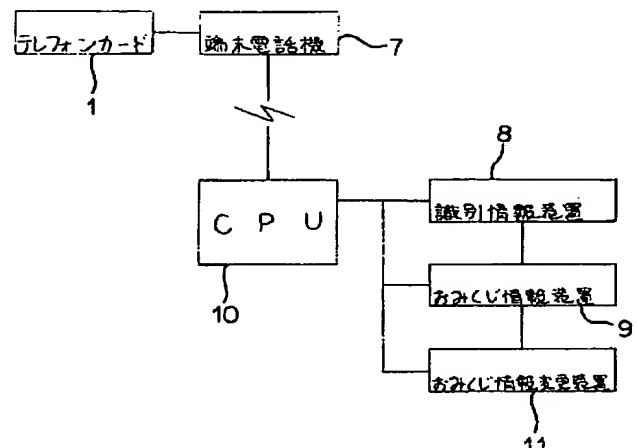 テレフォンカード
1
端末電話機
7
CPU
10
8
識別情報装置
おみくじ情報装置
9
おみくじ情報変更装置
11